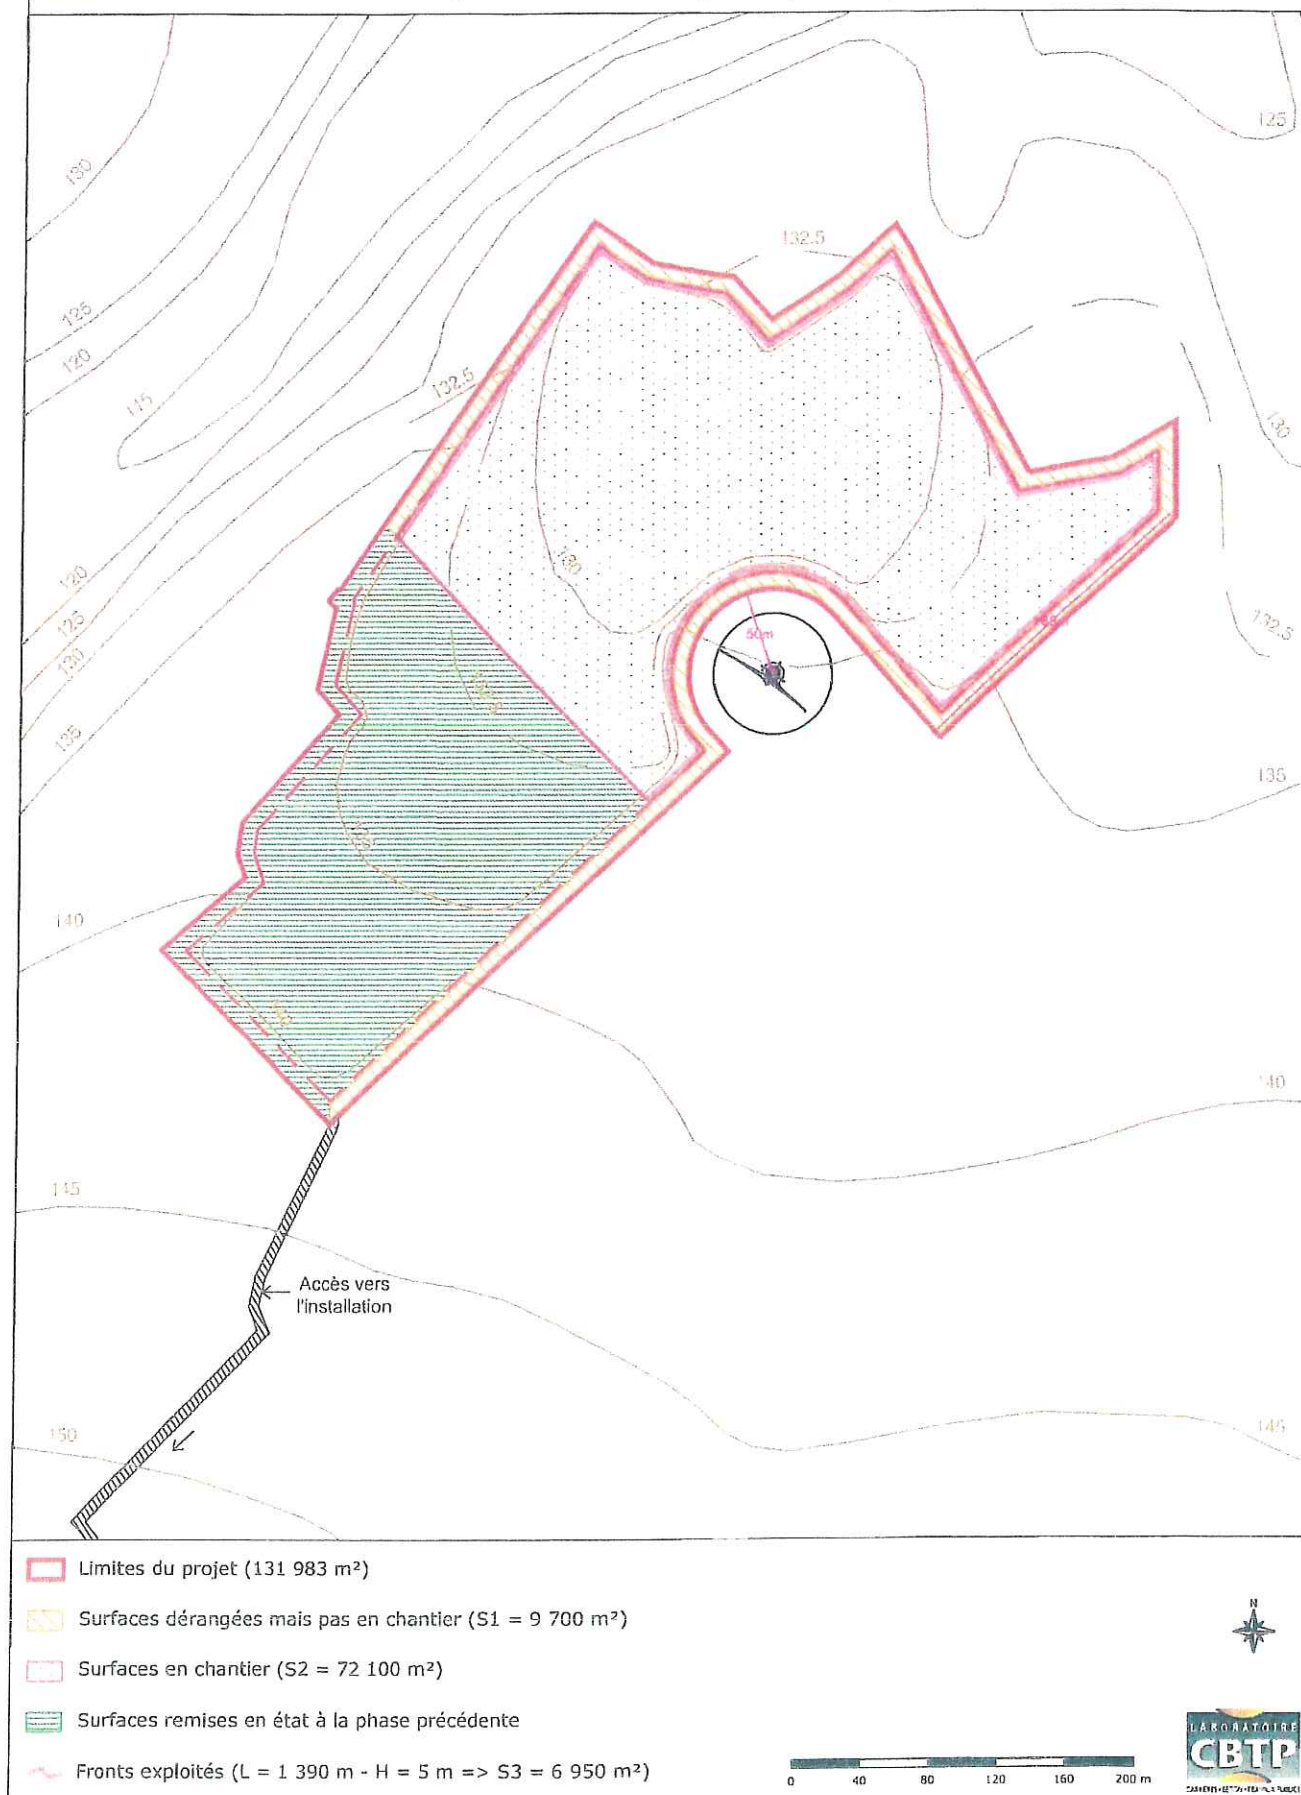 125
130
132.5
125
120
115
132.5
130
130
120
125
130
132.5
50m
135
135
140
140
145
Accès vers
l'installation
150
145
Limites du projet (131 983 m²)
Surfaces dérangées mais pas en chantier (S1 = 9 700 m²)
N
Surfaces en chantier (S2 = 72 100 m²)
Surfaces remises en état à la phase précédente
LABORATOIRE
CBTP
Fronts exploités (L = 1 390 m - H = 5 m => S3 = 6 950 m²)
0 40 80 120 160 200 m